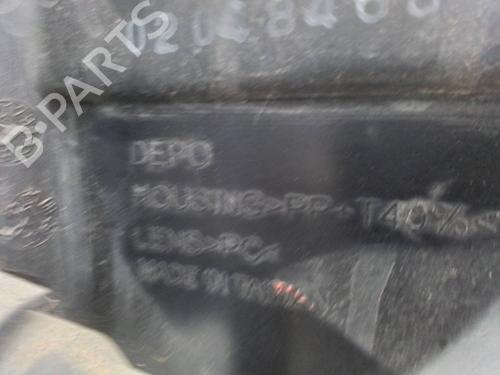 DEPO
HOUSING>PP+T40%<
LENS>PC<
MADE IN TAIWAN
B-PARTS